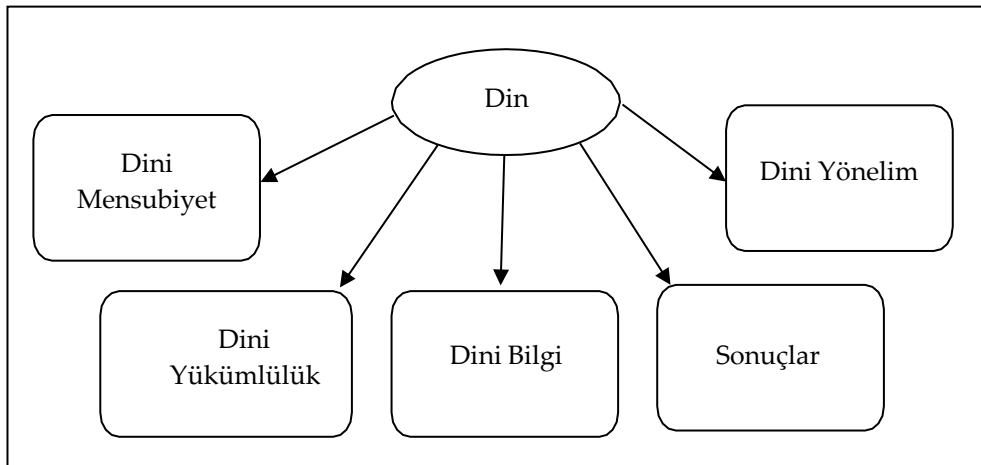 Din
Dini
Mensubiyet
Dini Yönelim
Dini
Yükümlülük
Dini Bilgi
Sonuçlar